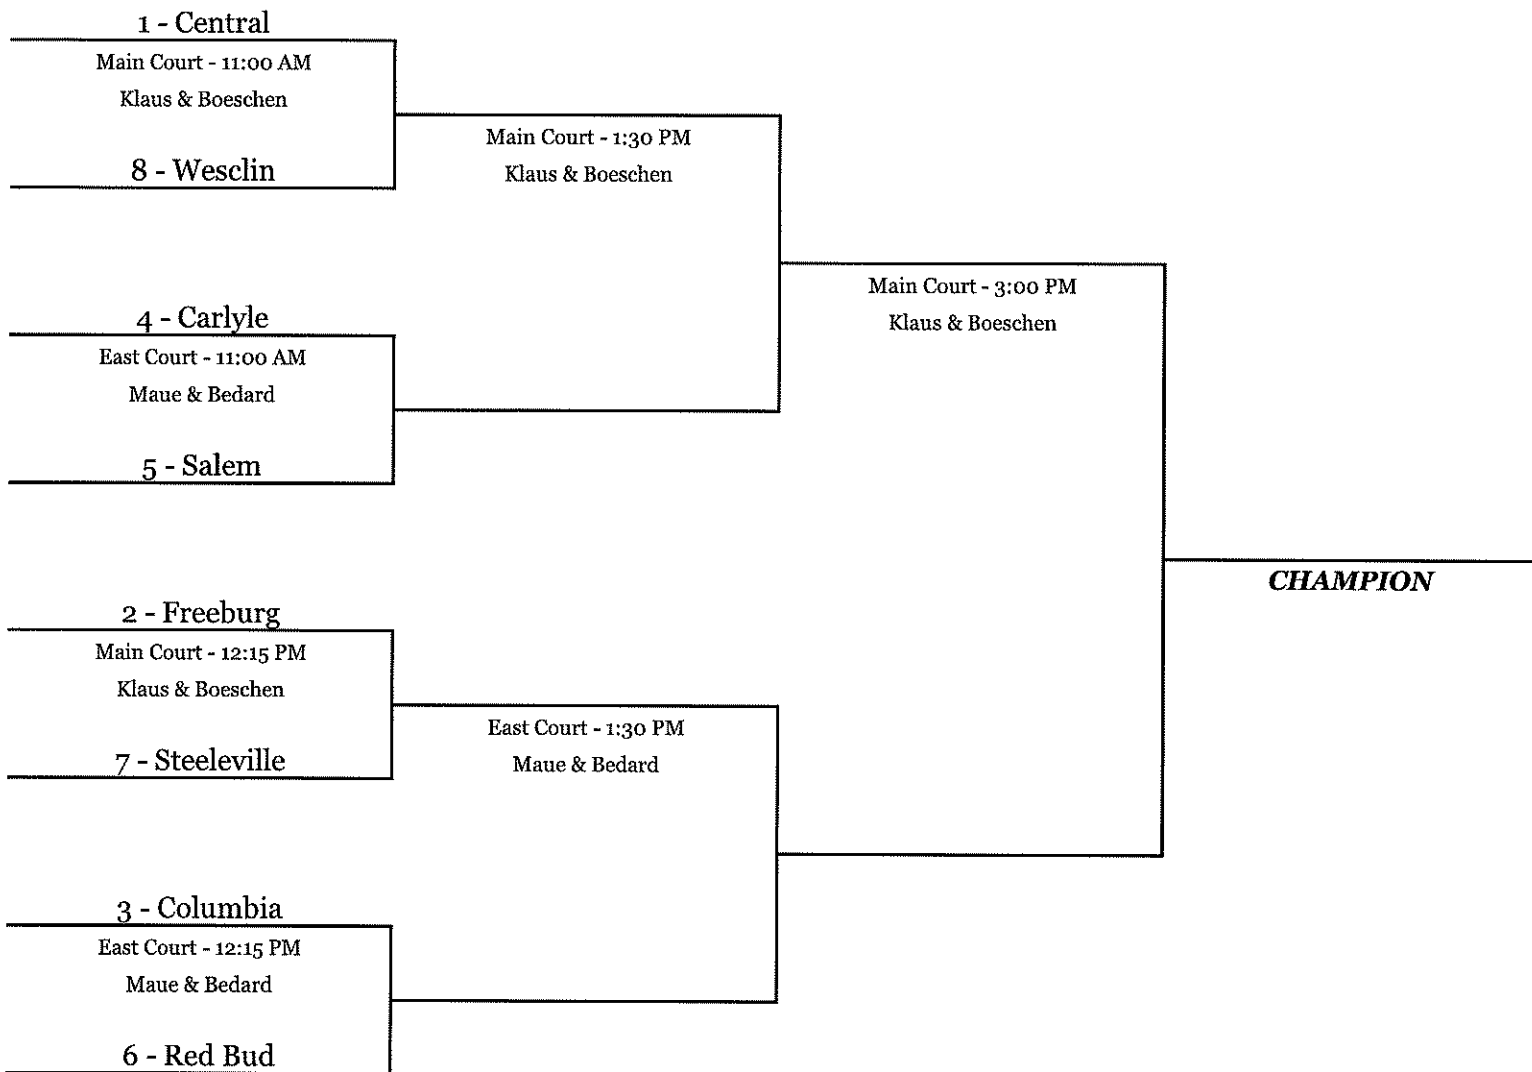 1 - Central
Main Court - 11:00 AM
Klaus & Boeschen
8 - Wesclin
Main Court - 1:30 PM
Klaus & Boeschen
4 - Carlyle
East Court - 11:00 AM
Maue & Bedard
5 - Salem
Main Court - 3:00 PM
Klaus & Boeschen
CHAMPION
2 - Freeburg
Main Court - 12:15 PM
Klaus & Boeschen
7 - Steeleville
East Court - 1:30 PM
Maue & Bedard
3 - Columbia
East Court - 12:15 PM
Maue & Bedard
6 - Red Bud